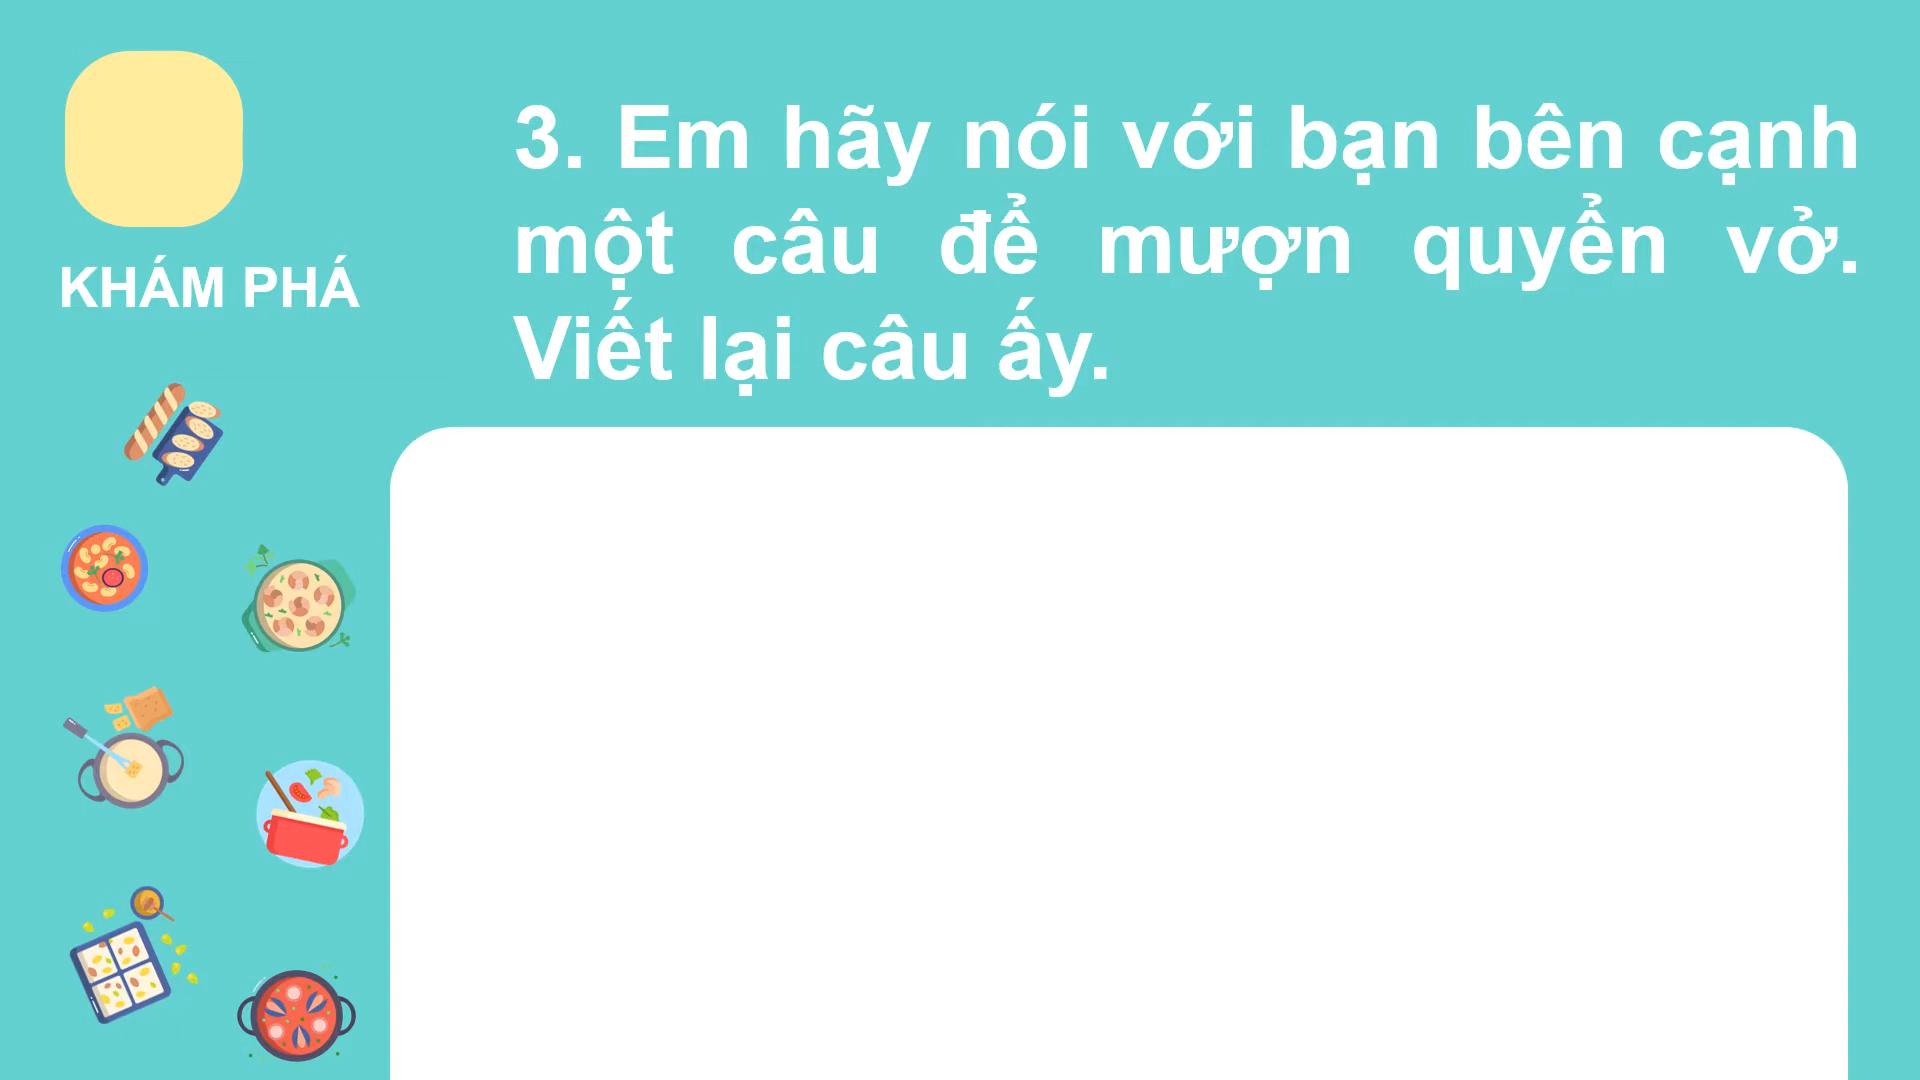 KHÁM PHÁ
3. Em hãy nói với bạn bên cạnh
một câu để mượn quyển vở.
Viết lại câu ấy.